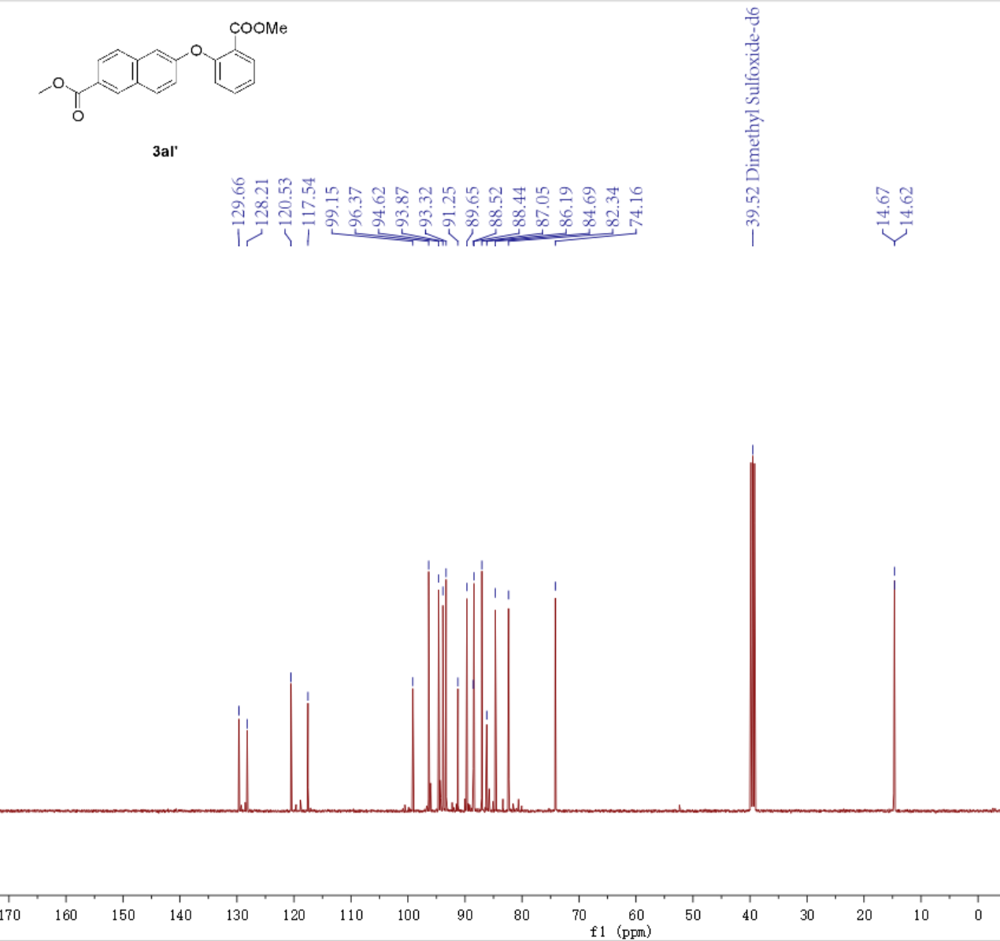 COOMe
O
O
O
3al'
129.66
128.21
120.53
117.54
99.15
96.37
94.62
93.87
93.32
91.25
89.65
88.52
88.44
87.05
86.19
84.69
82.34
74.16
39.52 Dimethyl Sulfoxide-d6
14.67
14.62
170 160 150 140 130 120 110 100 90 80 70 60 50 40 30 20 10 0
f1 (ppm)